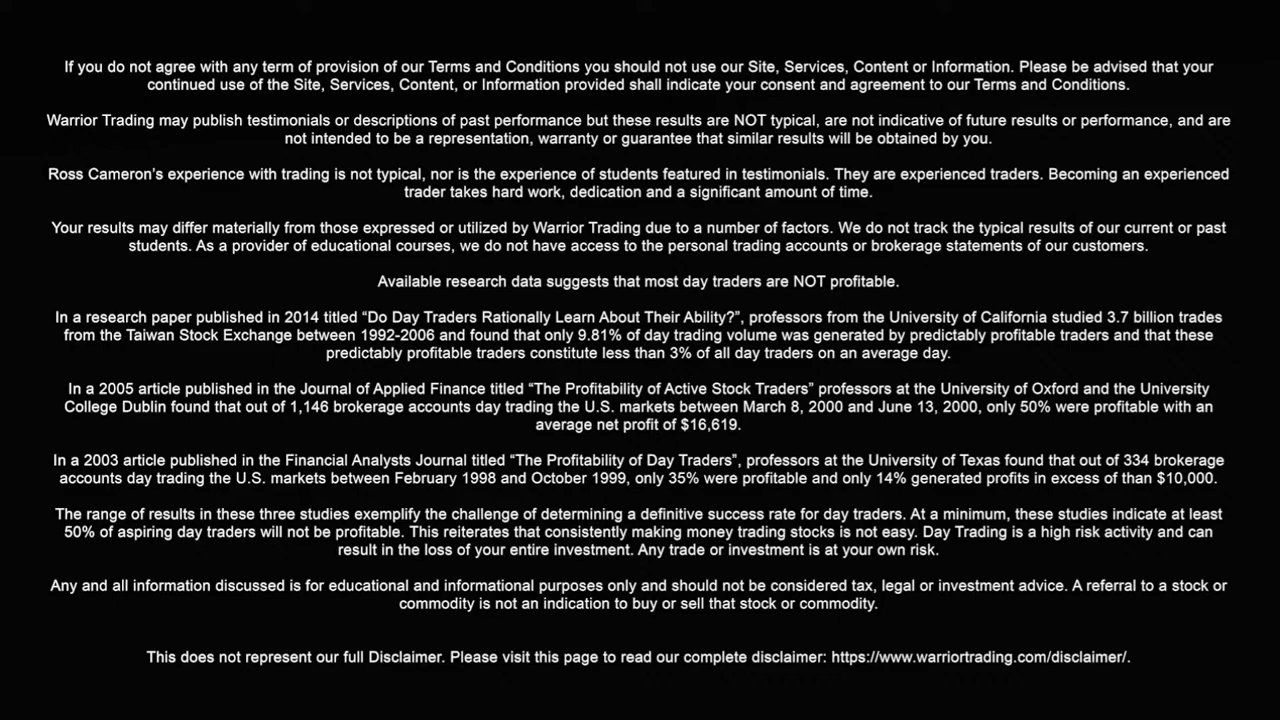 If you do not agree with any term of provision of our Terms and Conditions you should not use our Site, Services, Content or Information. Please be advised that your
continued use of the Site, Services, Content, or Information provided shall indicate your consent and agreement to our Terms and Conditions.
Warrior Trading may publish testimonials or descriptions of past performance but these results are NOT typical, are not indicative of future results or performance, and are
not intended to be a representation, warranty or guarantee that similar results will be obtained by you.
Ross Cameron’s experience with trading is not typical, nor is the experience of students featured in testimonials. They are experienced traders. Becoming an experienced
trader takes hard work, dedication and a significant amount of time.
Your results may differ materially from those expressed or utilized by Warrior Trading due to a number of factors. We do not track the typical results of our current or past
students. As a provider of educational courses, we do not have access to the personal trading accounts or brokerage statements of our customers.
Available research data suggests that most day traders are NOT profitable.
In a research paper published in 2014 titled “Do Day Traders Rationally Learn About Their Ability?”, professors from the University of California studied 3.7 billion trades
from the Taiwan Stock Exchange between 1992-2006 and found that only 9.81% of day trading volume was generated by predictably profitable traders and that these
predictably profitable traders constitute less than 3% of all day traders on an average day.
In a 2005 article published in the Journal of Applied Finance titled “The Profitability of Active Stock Traders” professors at the University of Oxford and the University
College Dublin found that out of 1,146 brokerage accounts day trading the U.S. markets between March 8, 2000 and June 13, 2000, only 50% were profitable with an
average net profit of $16,619.
In a 2003 article published in the Financial Analysts Journal titled “The Profitability of Day Traders”, professors at the University of Texas found that out of 334 brokerage
accounts day trading the U.S. markets between February 1998 and October 1999, only 35% were profitable and only 14% generated profits in excess of than $10,000.
The range of results in these three studies exemplify the challenge of determining a definitive success rate for day traders. At a minimum, these studies indicate at least
50% of aspiring day traders will not be profitable. This reiterates that consistently making money trading stocks is not easy. Day Trading is a high risk activity and can
result in the loss of your entire investment. Any trade or investment is at your own risk.
Any and all information discussed is for educational and informational purposes only and should not be considered tax, legal or investment advice. A referral to a stock or
commodity is not an indication to buy or sell that stock or commodity.
This does not represent our full Disclaimer. Please visit this page to read our complete disclaimer: https://www.warriortrading.com/disclaimer/.